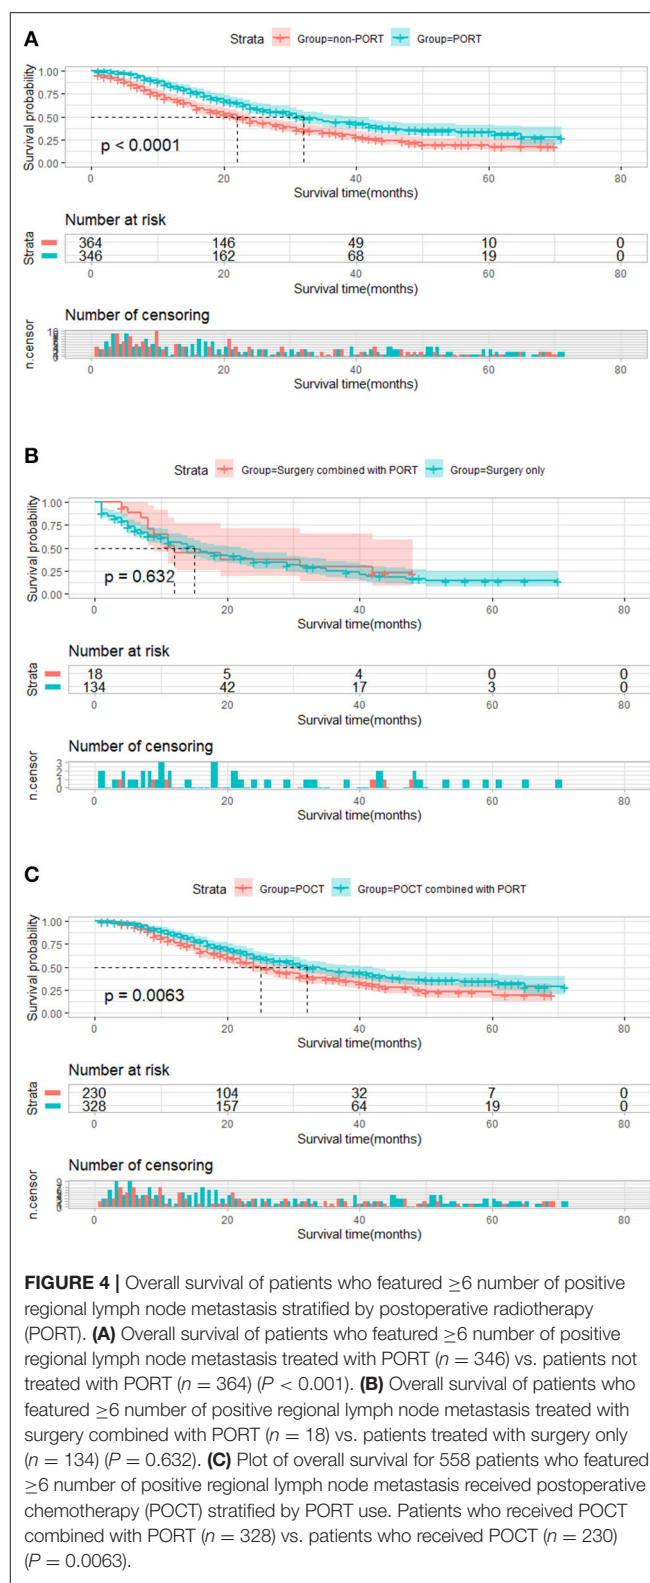 A
Strata Group=non-PORT Group=PORT
Survival probability
1.00
0.75
0.50
0.25
0.00
p < 0.0001
0 20 40 60 80
Survival time(months)
Number at risk
Strata
364 146 49 10 0
346 162 68 19 0
0 20 40 60 80
Survival time(months)
Number of censoring
n.censor
0 20 40 60 80
Survival time(months)
B
Strata Group=Surgery combined with PORT Group=Surgery only
Survival probability
1.00
0.75
0.50
0.25
0.00
p = 0.632
0 20 40 60 80
Survival time(months)
Number at risk
Strata
18 5 4 0 0
134 42 17 3 0
0 20 40 60 80
Survival time(months)
Number of censoring
n.censor
3
2
1
0
0 20 40 60 80
Survival time(months)
C
Strata Group=POCT Group=POCT combined with PORT
Survival probability
1.00
0.75
0.50
0.25
0.00
p = 0.0063
0 20 40 60 80
Survival time(months)
Number at risk
Strata
230 104 32 7 0
328 157 64 19 0
0 20 40 60 80
Survival time(months)
Number of censoring
n.censor
0 20 40 60 80
Survival time(months)
FIGURE 4 | Overall survival of patients who featured ≥6 number of positive
regional lymph node metastasis stratified by postoperative radiotherapy
(PORT). (A) Overall survival of patients who featured ≥6 number of positive
regional lymph node metastasis treated with PORT (n = 346) vs. patients not
treated with PORT (n = 364) (P < 0.001). (B) Overall survival of patients who
featured ≥6 number of positive regional lymph node metastasis treated with
surgery combined with PORT (n = 18) vs. patients treated with surgery only
(n = 134) (P = 0.632). (C) Plot of overall survival for 558 patients who featured
≥6 number of positive regional lymph node metastasis received postoperative
chemotherapy (POCT) stratified by PORT use. Patients who received POCT
combined with PORT (n = 328) vs. patients who received POCT (n = 230)
(P = 0.0063).